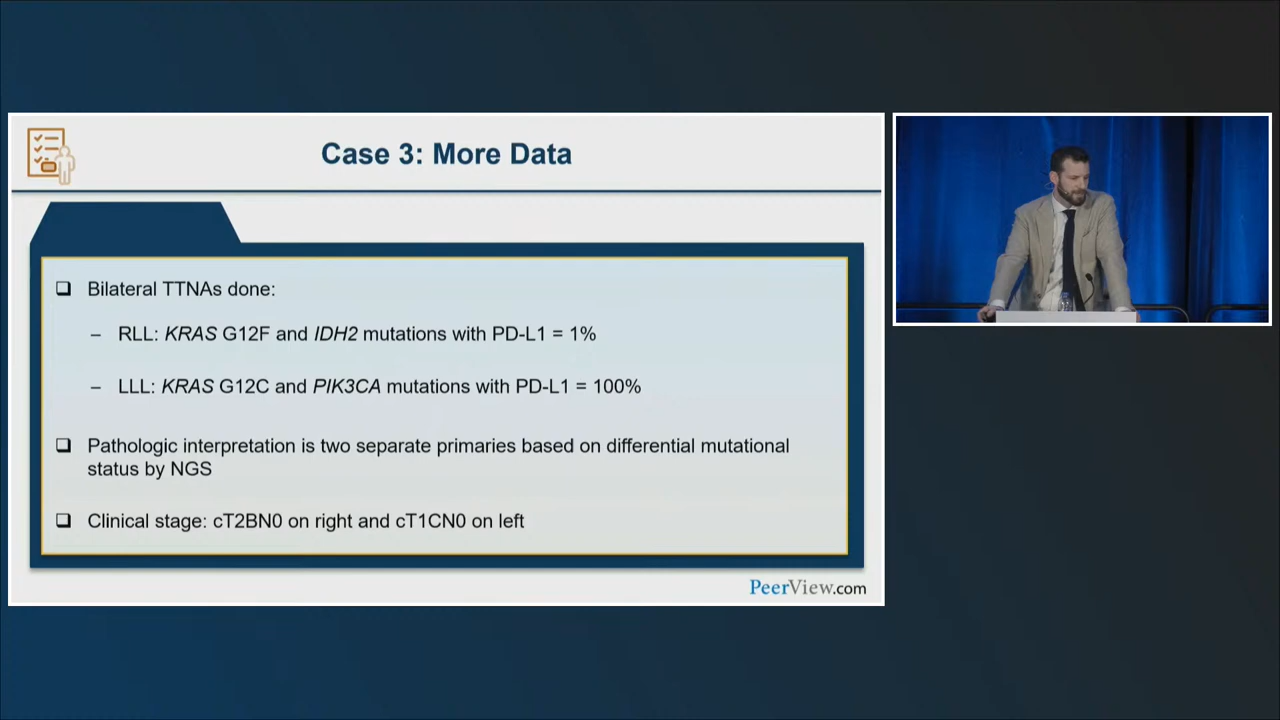 Case 3: More Data
❑ Bilateral TTNAs done:
– RLL: KRAS G12F and IDH2 mutations with PD-L1 = 1%
– LLL: KRAS G12C and PIK3CA mutations with PD-L1 = 100%
❑ Pathologic interpretation is two separate primaries based on differential mutational
status by NGS
❑ Clinical stage: cT2BN0 on right and cT1CN0 on left
PeerView.com